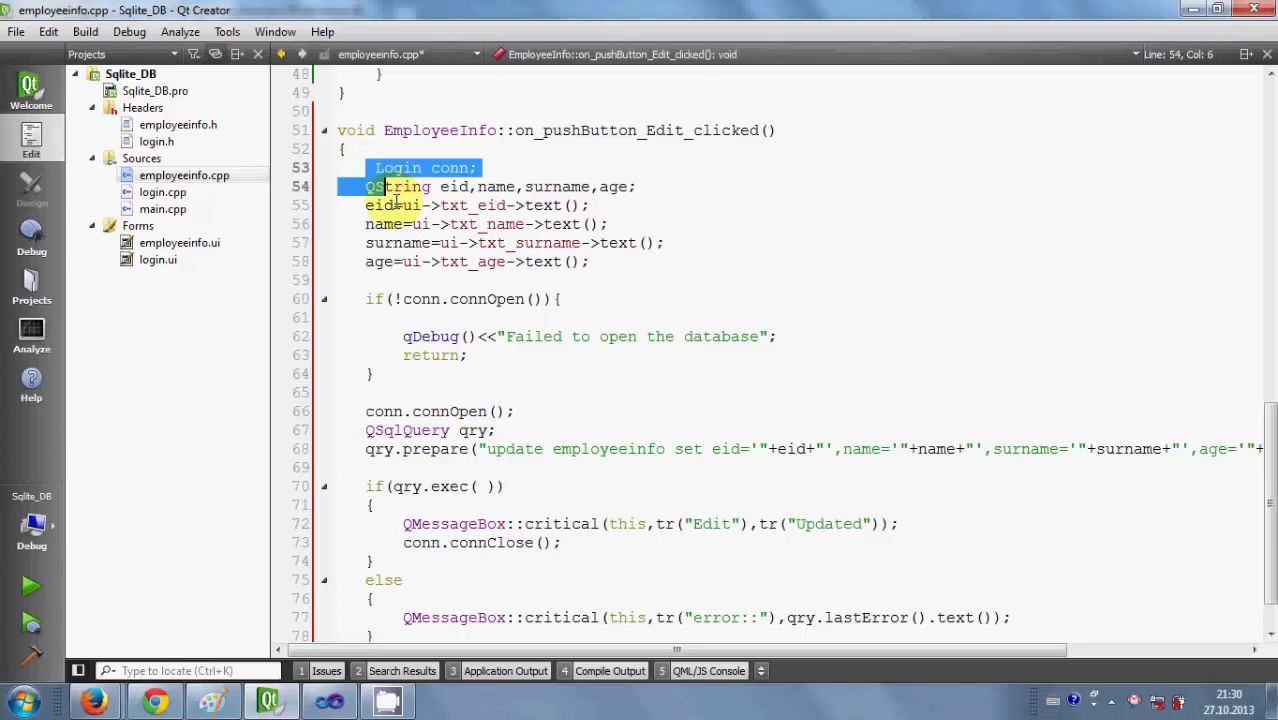 employeeinfo.cpp - Sqlite_DB - Qt Creator
File Edit Build Debug Analyze Tools Window Help
Projects employeeinfo.cpp* EmployeeInfo::on_pushButton_Edit_clicked(): void Line: 54, Col: 6
Welcome
Edit
Debug
Projects
Analyze
Help
Sqlite_DB
Debug
Sqlite_DB
Sqlite_DB.pro
Headers
employeeinfo.h
login.h
Sources
employeeinfo.cpp
login.cpp
main.cpp
Forms
employeeinfo.ui
login.ui
48 }
49 }
50
51 void EmployeeInfo::on_pushButton_Edit_clicked()
52 {
53 Login conn;
54 QString eid,name,surname,age;
55 eid=ui->txt_eid->text();
56 name=ui->txt_name->text();
57 surname=ui->txt_surname->text();
58 age=ui->txt_age->text();
59
60 if(!conn.connOpen()){
61
62 qDebug()<<"Failed to open the database";
63 return;
64 }
65
66 conn.connOpen();
67 QSqlQuery qry;
68 qry.prepare("update employeeinfo set eid='"+eid+"',name='"+name+"',surname='"+surname+"',age='"+
69
70 if(qry.exec( ))
71 {
72 QMessageBox::critical(this,tr("Edit"),tr("Updated"));
73 conn.connClose();
74 }
75 else
76 {
77 QMessageBox::critical(this,tr("error::"),qry.lastError().text());
78 }
Type to locate (Ctrl+K) 1 Issues 2 Search Results 3 Application Output 4 Compile Output 5 QML/JS Console
21:30
27.10.2013